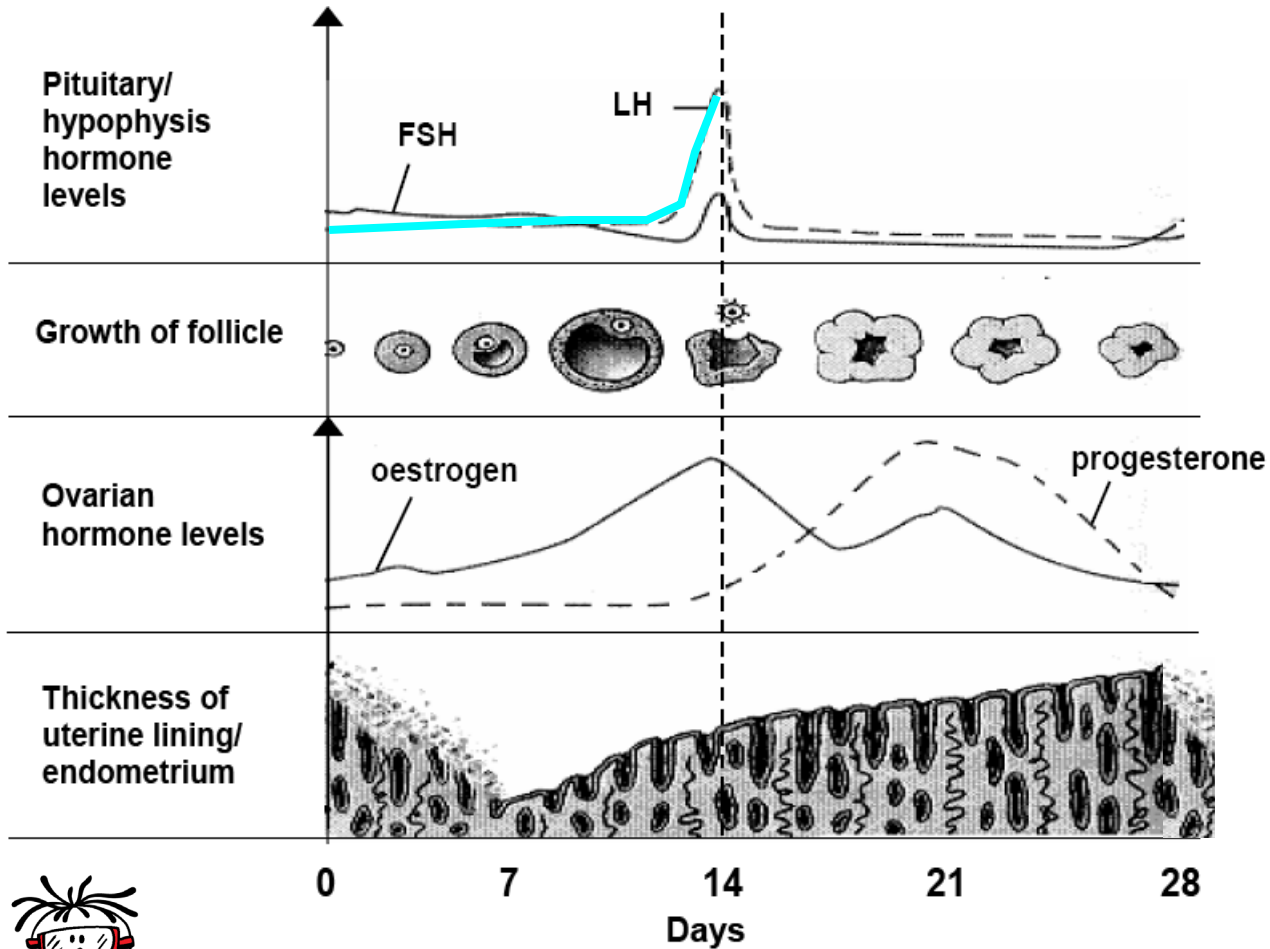 Pituitary/
hypophysis
hormone
levels
FSH
LH
Growth of follicle
Ovarian
hormone levels
oestrogen
progesterone
Thickness of
uterine lining/
endometrium
0 7 14 21 28
Days